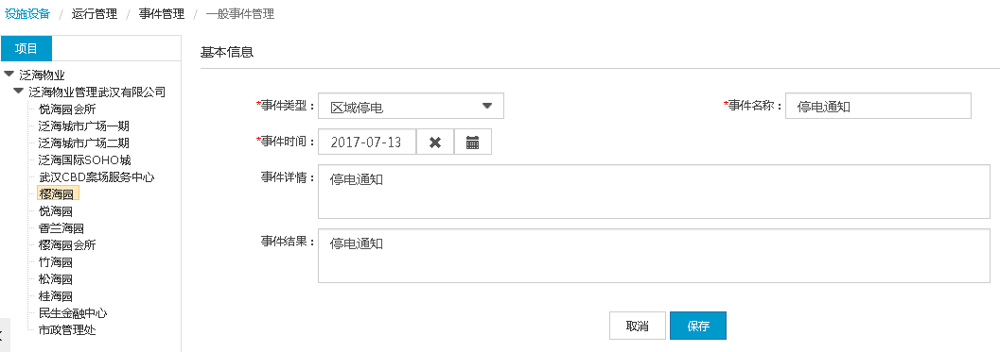 设施设备 / 运行管理 / 事件管理 / 一般事件管理
项目
泛海物业
泛海物业管理武汉有限公司
悦海园会所
泛海城市广场一期
泛海城市广场二期
泛海国际SOHO城
武汉CBD案场服务中心
樱海园
悦海园
香兰海园
樱海园会所
竹海园
松海园
桂海园
民生金融中心
市政管理处
基本信息
*事件类型： 区域停电 *事件名称： 停电通知
*事件时间： 2017-07-13
事件详情： 停电通知
事件结果： 停电通知
取消 保存